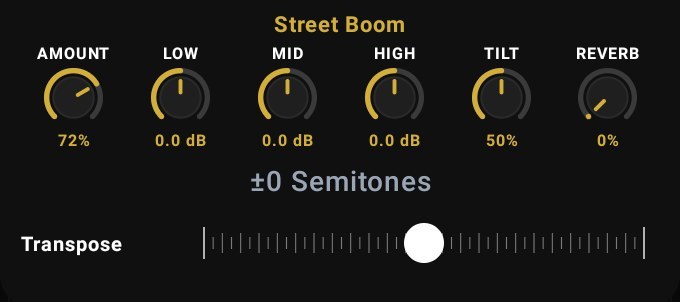 Street Boom
AMOUNT LOW MID HIGH TILT REVERB
72% 0.0 dB 0.0 dB 0.0 dB 50% 0%
±0 Semitones
Transpose